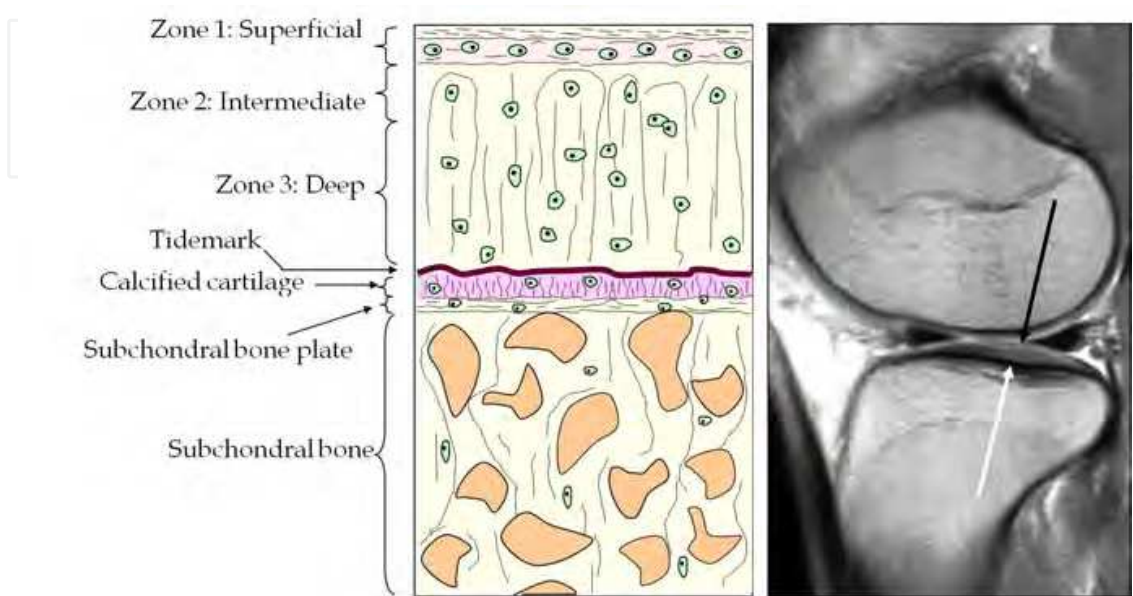 Zone 1: Superficial
Zone 2: Intermediate
Zone 3: Deep
Tidemark
Calcified cartilage
Subchondral bone plate
Subchondral bone